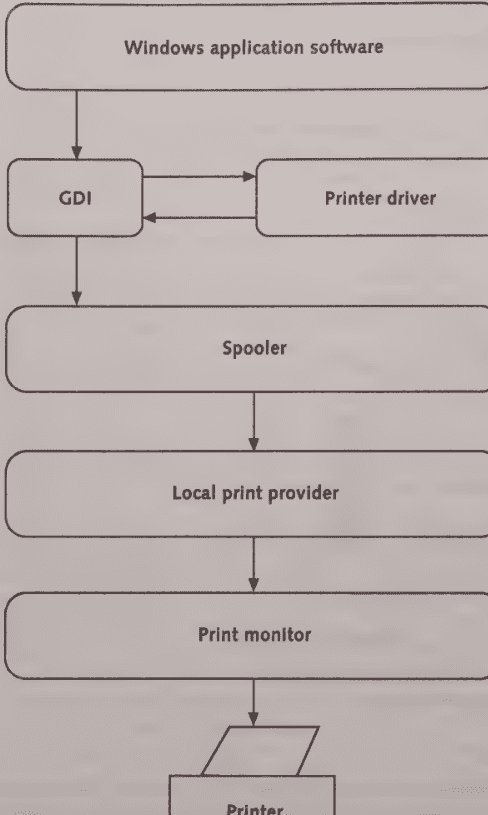 Windows application software
GDI
Printer driver
Spooler
Local print provider
Print monitor
Printer